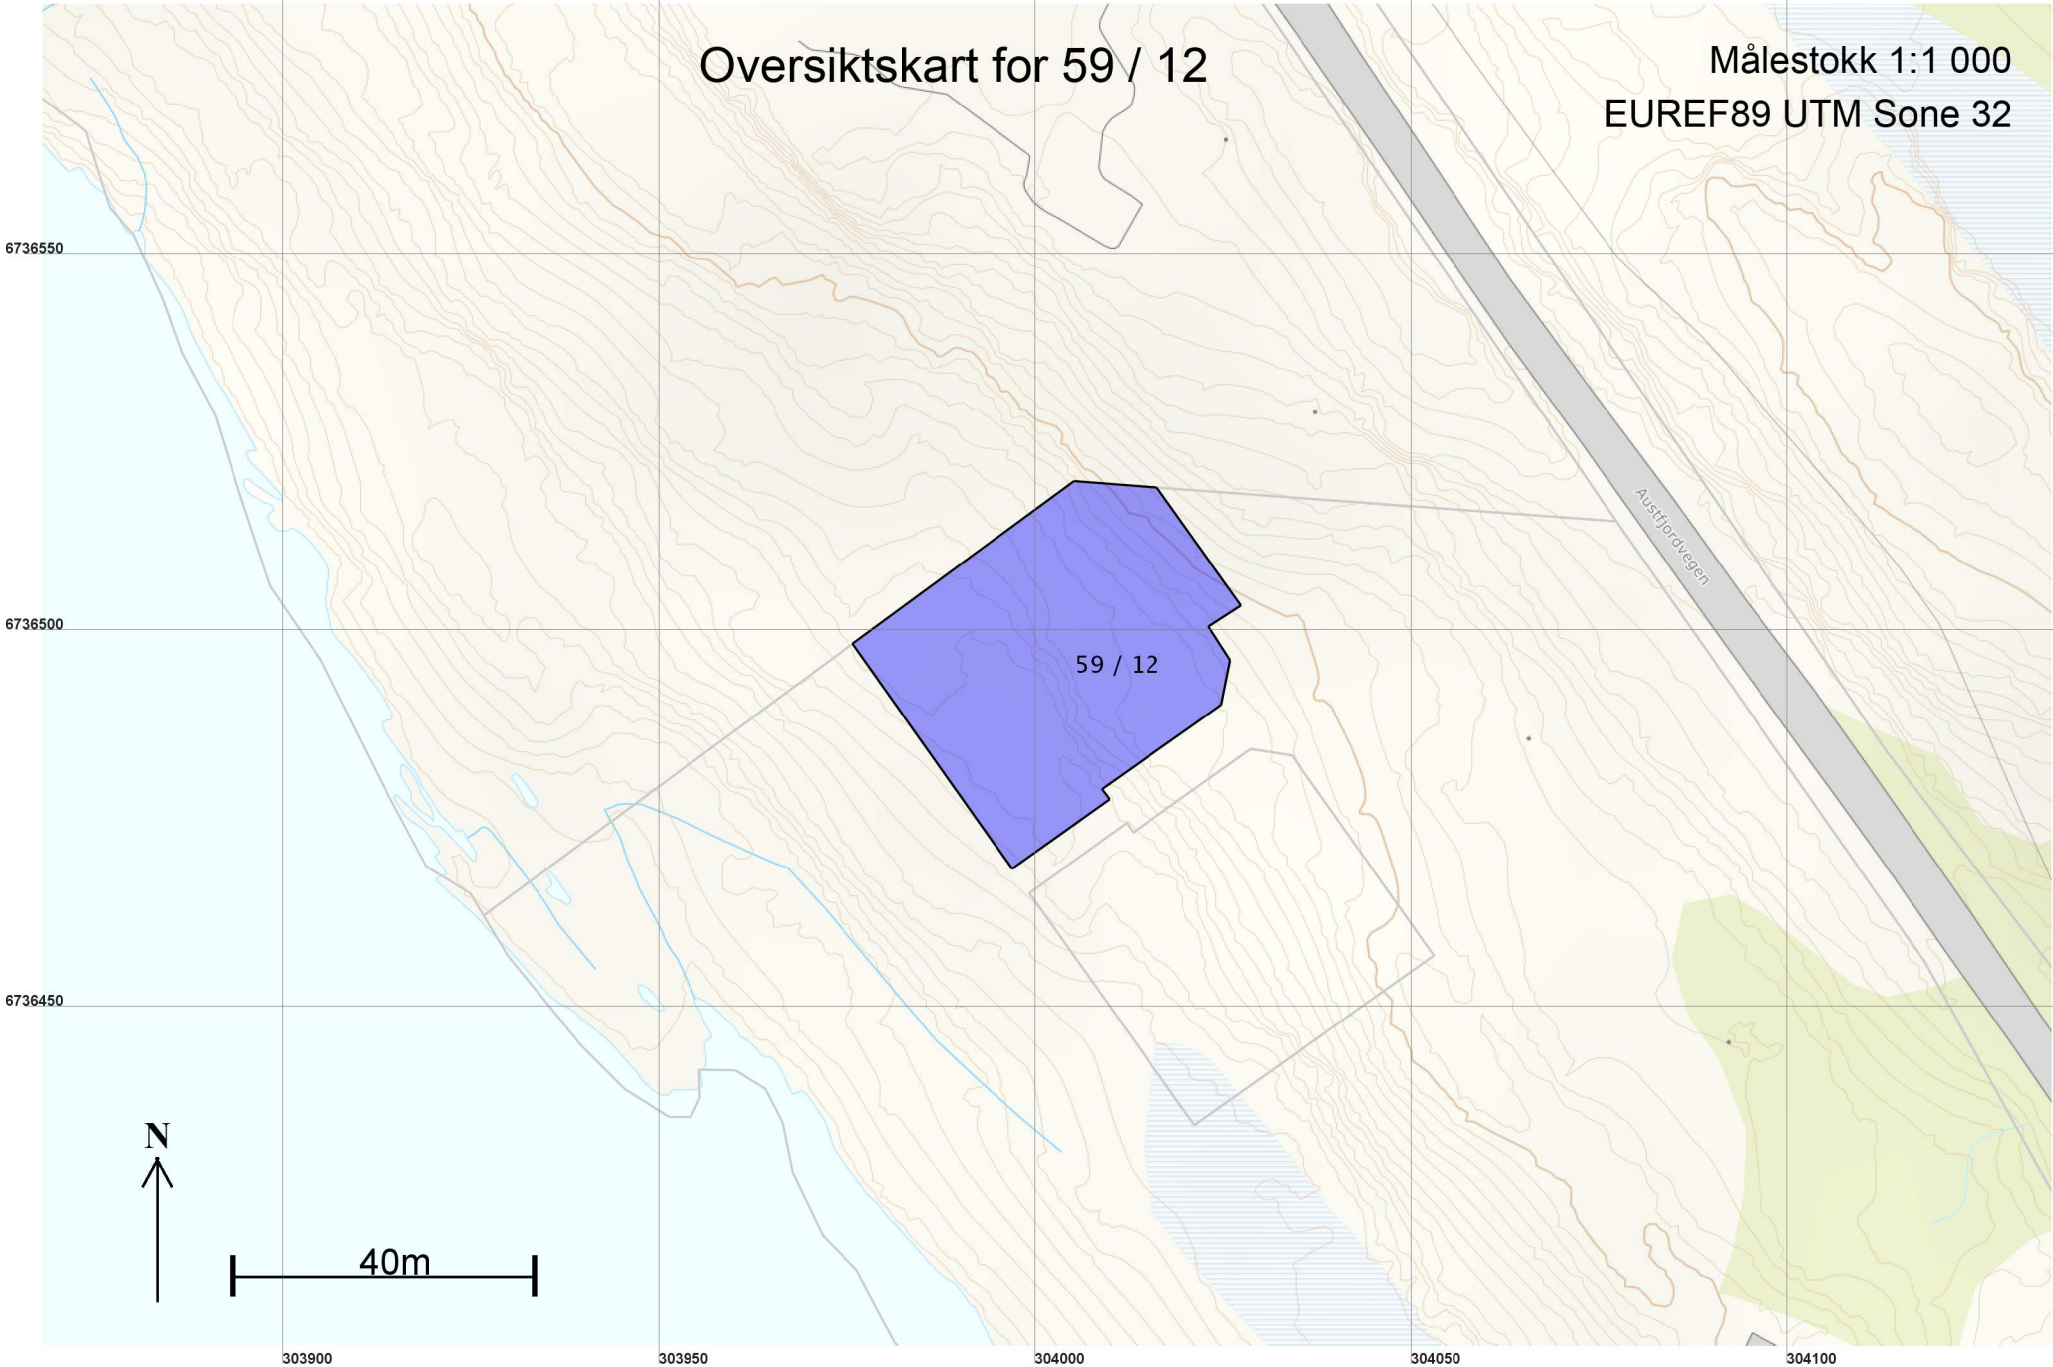 Oversiktskart for 59 / 12
Målestokk 1:1 000
EUREF89 UTM Sone 32
6736550
Austfjordvegen
6736500
59 / 12
6736450
N
40m
303900
303950
304000
304050
304100